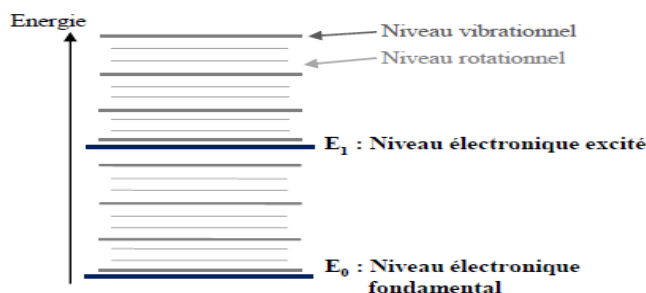 Energie
Niveau vibrationnel
Niveau rotationnel
E₁ : Niveau électronique excité
E₀ : Niveau électronique
fondamental